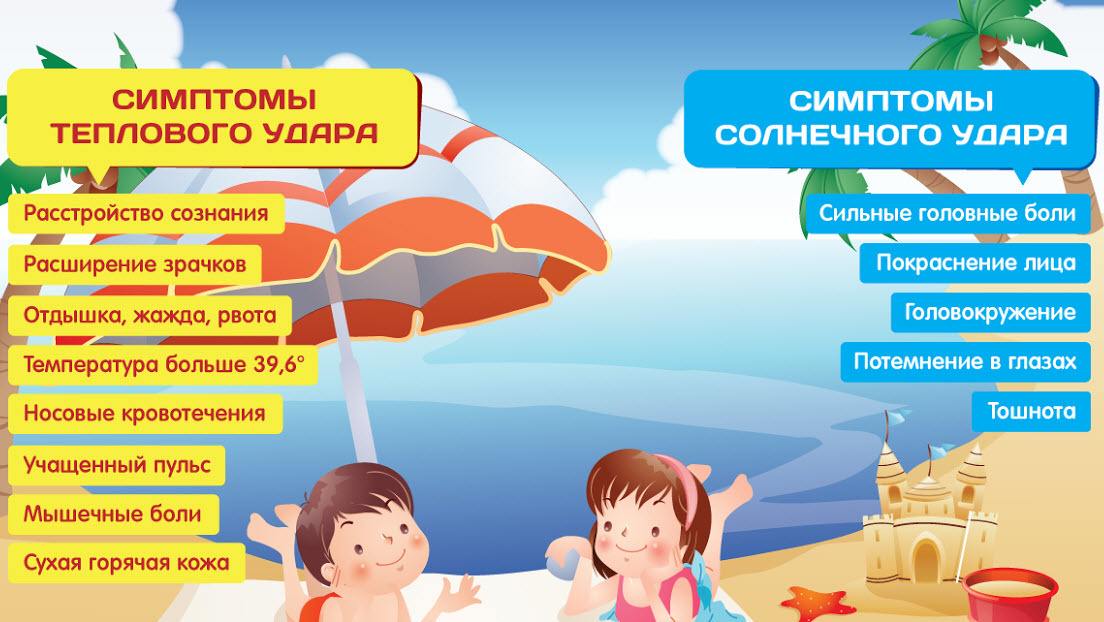 СИМПТОМЫ
ТЕПЛОВОГО УДАРА
Расстройство сознания
Расширение зрачков
Отдышка, жажда, рвота
Температура больше 39,6°
Носовые кровотечения
Учащенный пульс
Мышечные боли
Сухая горячая кожа
СИМПТОМЫ
СОЛНЕЧНОГО УДАРА
Сильные головные боли
Покраснение лица
Головокружение
Потемнение в глазах
Тошнота